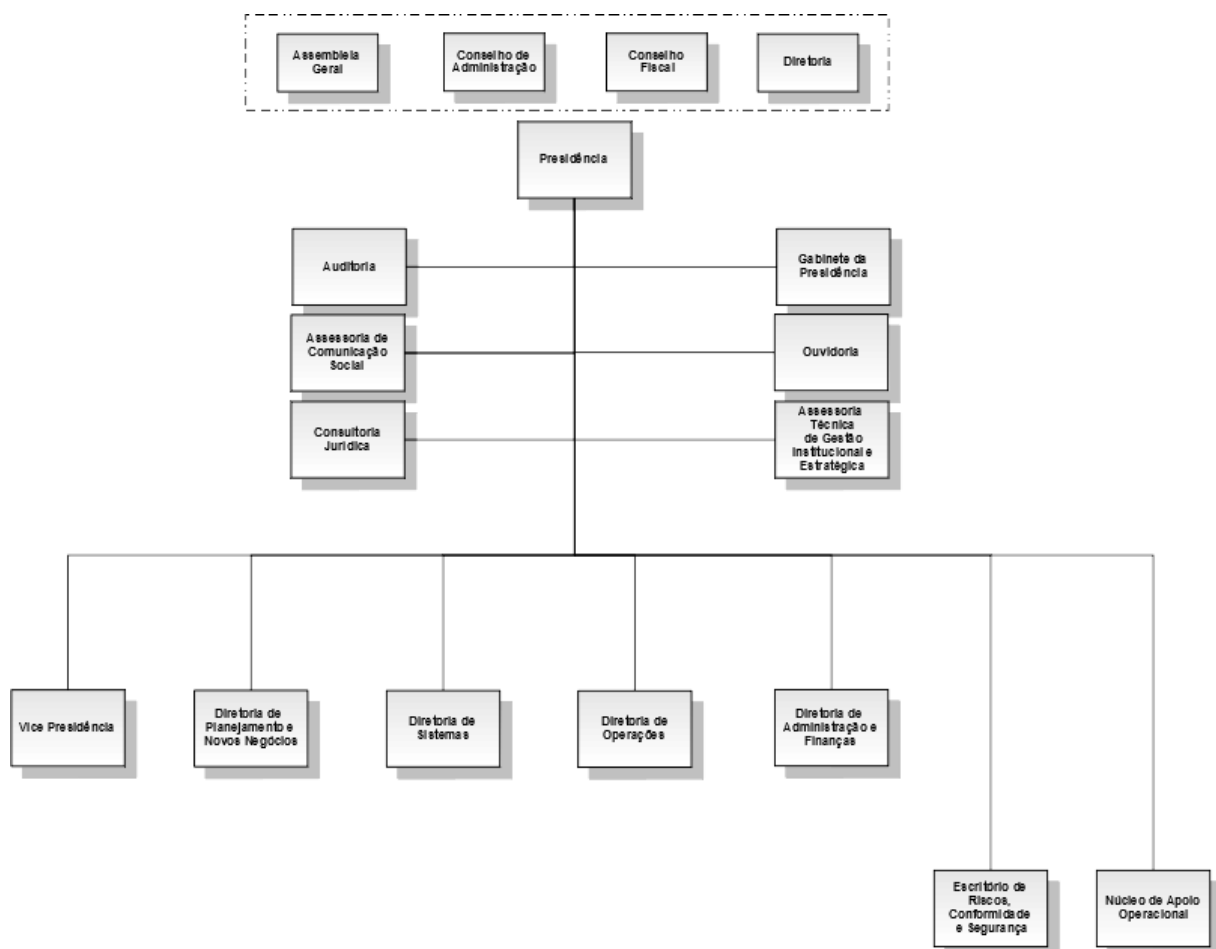 Assembleia
Geral
Conselho de
Administração
Conselho
Fiscal
Diretoria
Presidência
Auditoria
Gabinete da
Presidência
Assessoria de
Comunicação
Social
Ouvidoria
Consultoria
Jurídica
Assessoria
Técnica
de Gestão
Institucional e
Estratégica
Vice Presidência
Diretoria de
Planejamento e
Novos Negócios
Diretoria de
Sistemas
Diretoria de
Operações
Diretoria de
Administração e
Finanças
Escritório de
Riscos,
Conformidade
e Segurança
Núcleo de Apoio
Operacional